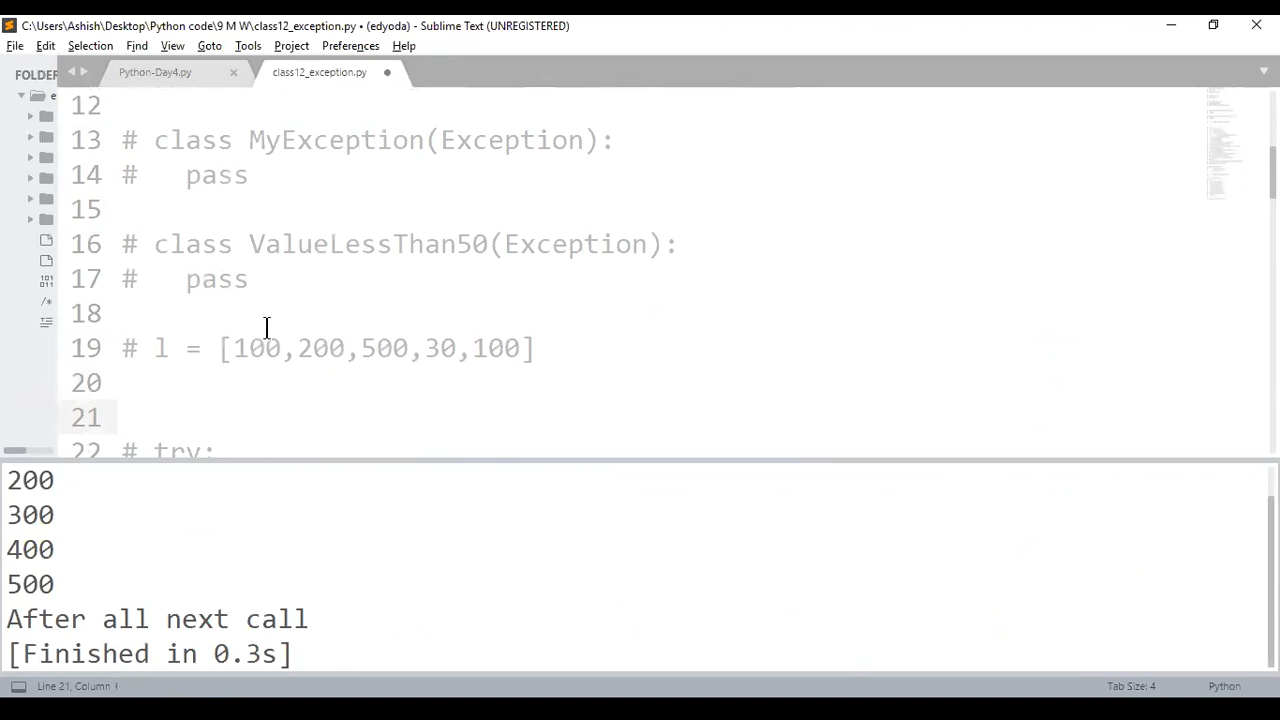 C:\Users\Ashish\Desktop\Python code\9 M W\class12_exception.py • (edyoda) - Sublime Text (UNREGISTERED)
File Edit Selection Find View Goto Tools Project Preferences Help
FOLDER
Python-Day4.py
class12_exception.py
12
13 # class MyException(Exception):
14 #   pass
15
16 # class ValueLessThan50(Exception):
17 #   pass
18
19 # l = [100,200,500,30,100]
20
21
22 # try:
200
300
400
500
After all next call
[Finished in 0.3s]
Line 21, Column 1
Tab Size: 4
Python